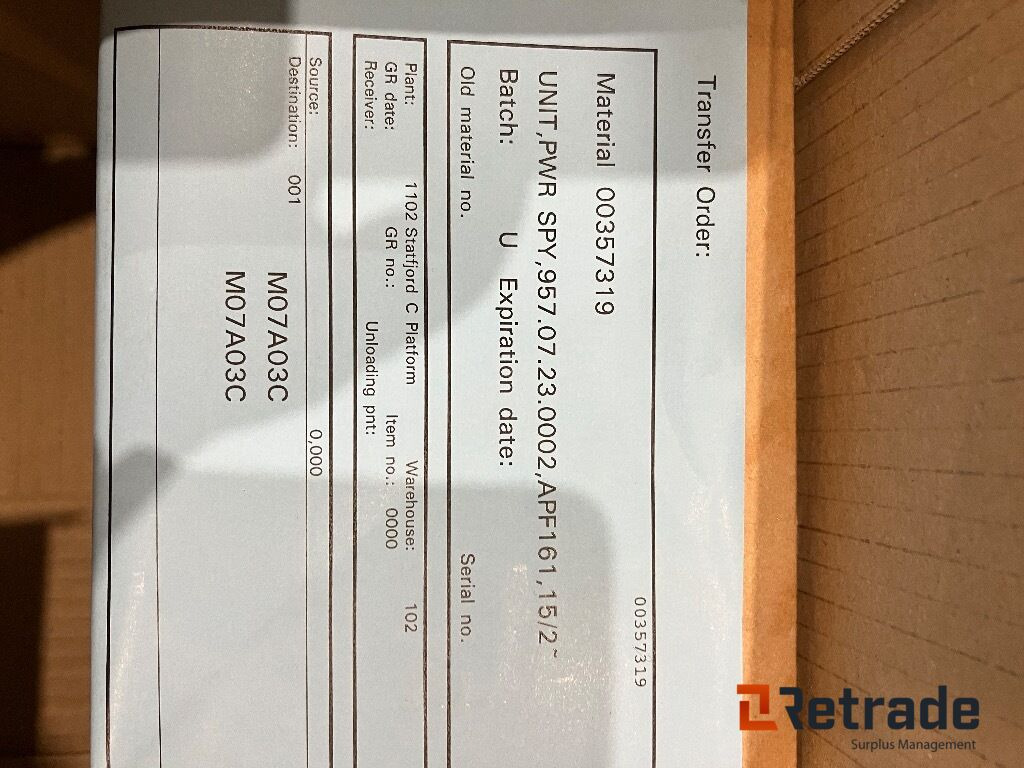 Transfer Order:
00357319
Material 00357319
UNIT,PWR SPY,957.07.23.0002,APF161,15/2~
Batch: U Expiration date:
Old material no. Serial no.
Plant: 1102 Statfjord C Platform Warehouse: 102
GR date: GR no.: Item no.: 0000
Receiver: Unloading pnt:
Source: 0,000
Destination: 001 M07A03C
M07A03C
Retrade
Surplus Management